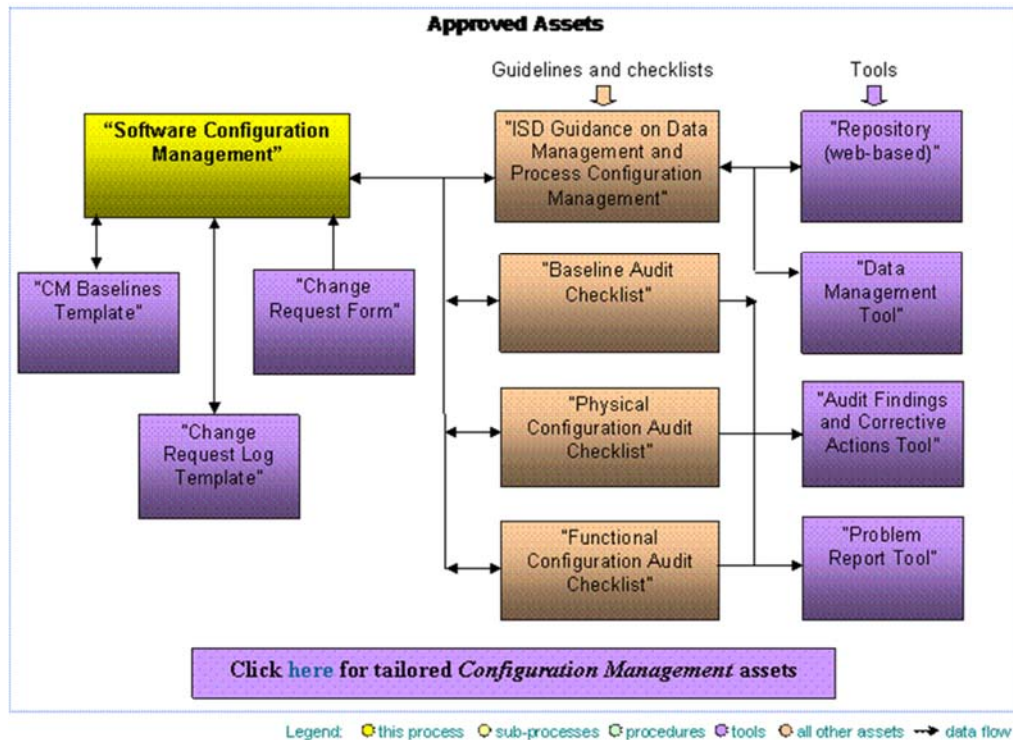 Approved Assets
Guidelines and checklists
Tools
“Software Configuration
Management”
"ISD Guidance on Data
Management and
Process Configuration
Management"
"Repository
(web-based)"
"CM Baselines
Template"
"Change
Request Form"
"Baseline Audit
Checklist"
"Data
Management
Tool"
"Change
Request Log
Template"
"Physical
Configuration Audit
Checklist"
"Audit Findings
and Corrective
Actions Tool"
"Functional
Configuration Audit
Checklist"
"Problem
Report Tool"
Click here for tailored Configuration Management assets
Legend: this process sub-processes procedures tools all other assets data flow